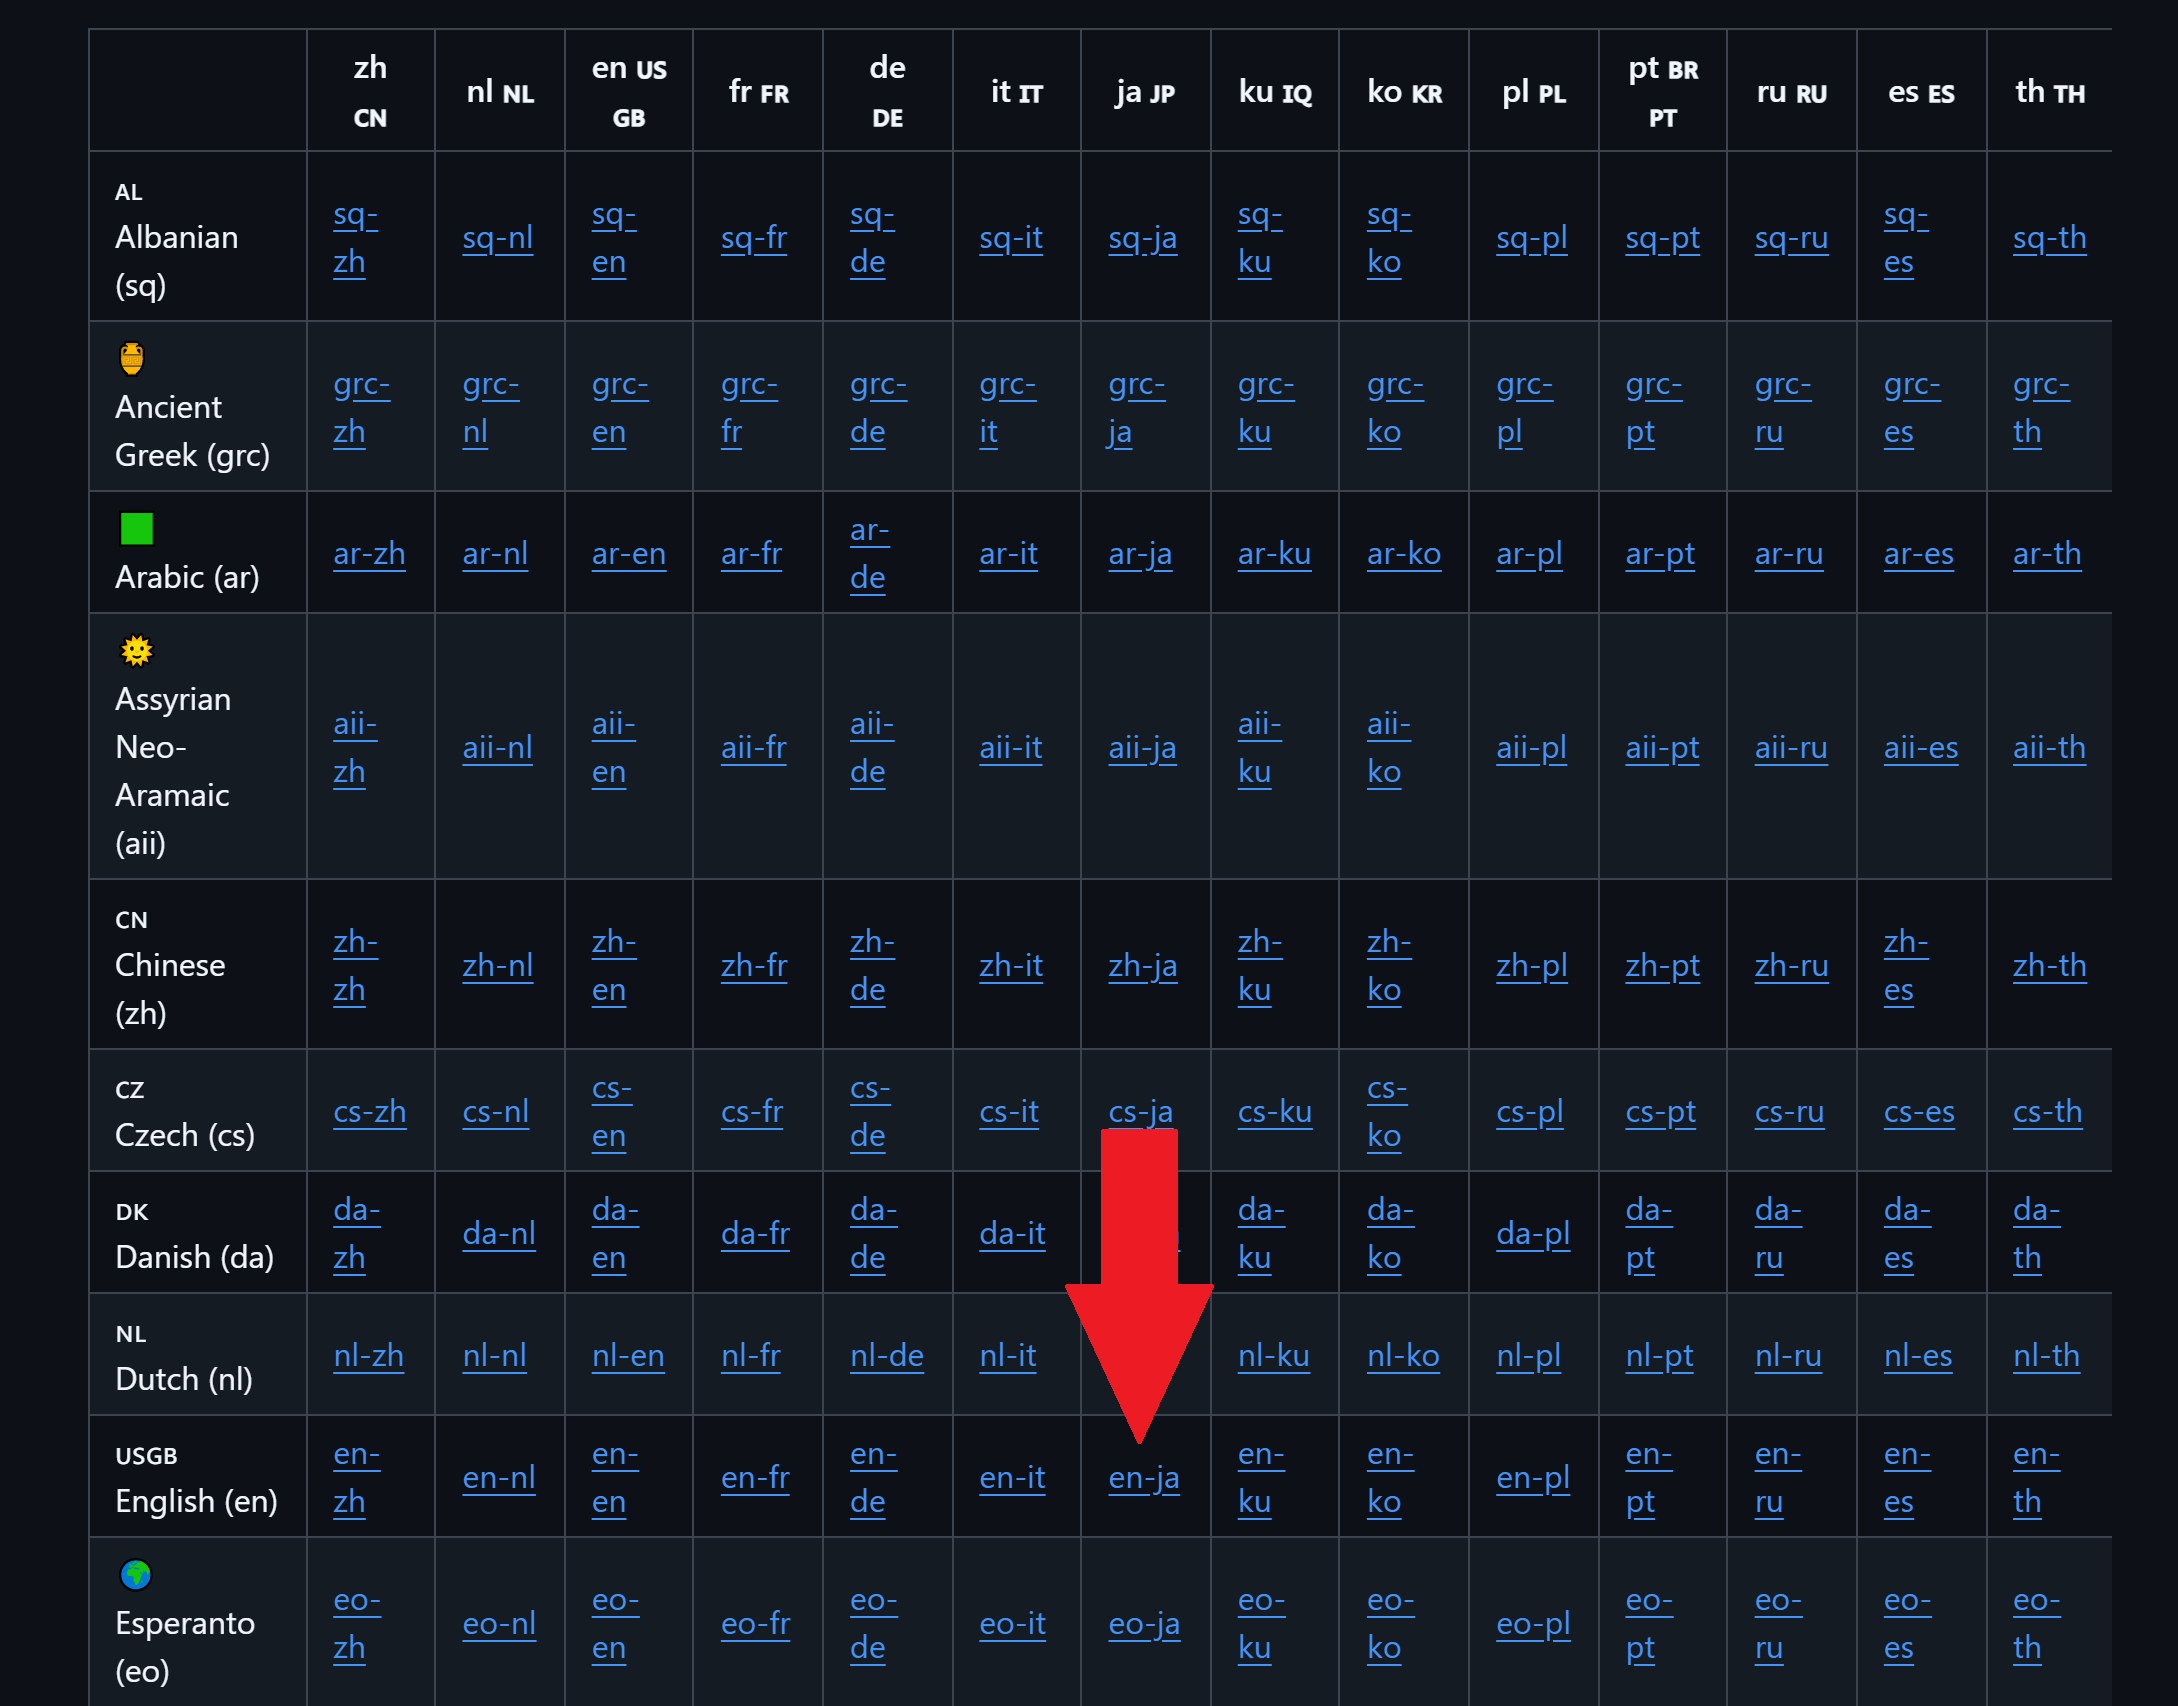 zh CN nl NL en US GB fr FR de DE it IT ja JP ku IQ ko KR pl PL pt BR PT ru RU es ES th TH
AL Albanian (sq) sq-zh sq-nl sq-en sq-fr sq-de sq-it sq-ja sq-ku sq-ko sq-pl sq-pt sq-ru sq-es sq-th
Ancient Greek (grc) grc-zh grc-nl grc-en grc-fr grc-de grc-it grc-ja grc-ku grc-ko grc-pl grc-pt grc-ru grc-es grc-th
Arabic (ar) ar-zh ar-nl ar-en ar-fr ar-de ar-it ar-ja ar-ku ar-ko ar-pl ar-pt ar-ru ar-es ar-th
Assyrian Neo-Aramaic (aii) aii-zh aii-nl aii-en aii-fr aii-de aii-it aii-ja aii-ku aii-ko aii-pl aii-pt aii-ru aii-es aii-th
CN Chinese (zh) zh-zh zh-nl zh-en zh-fr zh-de zh-it zh-ja zh-ku zh-ko zh-pl zh-pt zh-ru zh-es zh-th
CZ Czech (cs) cs-zh cs-nl cs-en cs-fr cs-de cs-it cs-ja cs-ku cs-ko cs-pl cs-pt cs-ru cs-es cs-th
DK Danish (da) da-zh da-nl da-en da-fr da-de da-it da-ku da-ko da-pl da-pt da-ru da-es da-th
NL Dutch (nl) nl-zh nl-nl nl-en nl-fr nl-de nl-it nl-ku nl-ko nl-pl nl-pt nl-ru nl-es nl-th
USGB English (en) en-zh en-nl en-en en-fr en-de en-it en-ja en-ku en-ko en-pl en-pt en-ru en-es en-th
Esperanto (eo) eo-zh eo-nl eo-en eo-fr eo-de eo-it eo-ja eo-ku eo-ko eo-pl eo-pt eo-ru eo-es eo-th